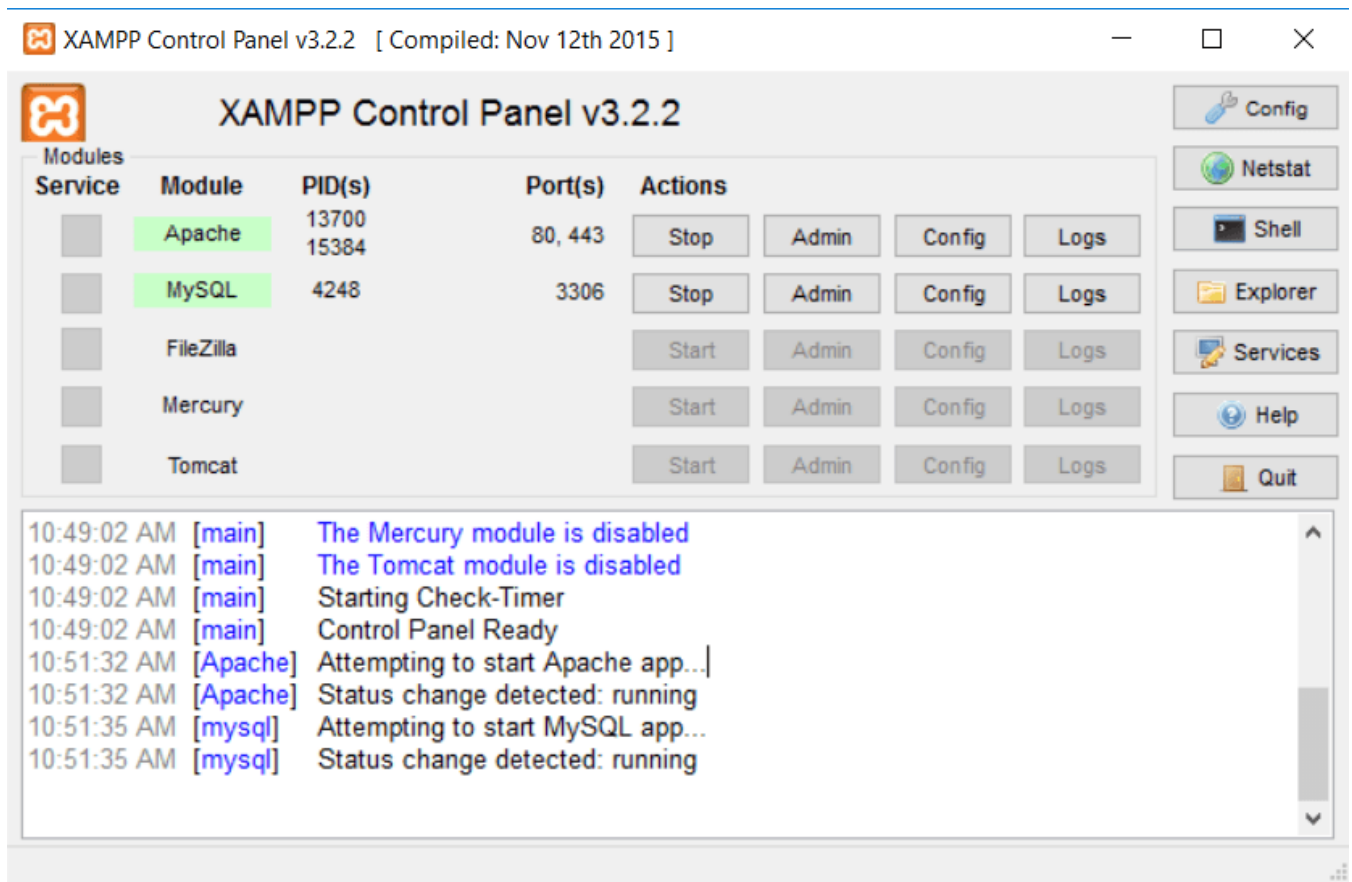 XAMPP Control Panel v3.2.2 [ Compiled: Nov 12th 2015 ]
XAMPP Control Panel v3.2.2
Config
Modules
Service Module PID(s) Port(s) Actions
Netstat
Apache 13700 15384 80, 443 Stop Admin Config Logs
Shell
MySQL 4248 3306 Stop Admin Config Logs
Explorer
FileZilla Start Admin Config Logs
Services
Mercury Start Admin Config Logs
Help
Tomcat Start Admin Config Logs
Quit
10:49:02 AM [main] The Mercury module is disabled
10:49:02 AM [main] The Tomcat module is disabled
10:49:02 AM [main] Starting Check-Timer
10:49:02 AM [main] Control Panel Ready
10:51:32 AM [Apache] Attempting to start Apache app...
10:51:32 AM [Apache] Status change detected: running
10:51:35 AM [mysql] Attempting to start MySQL app...
10:51:35 AM [mysql] Status change detected: running